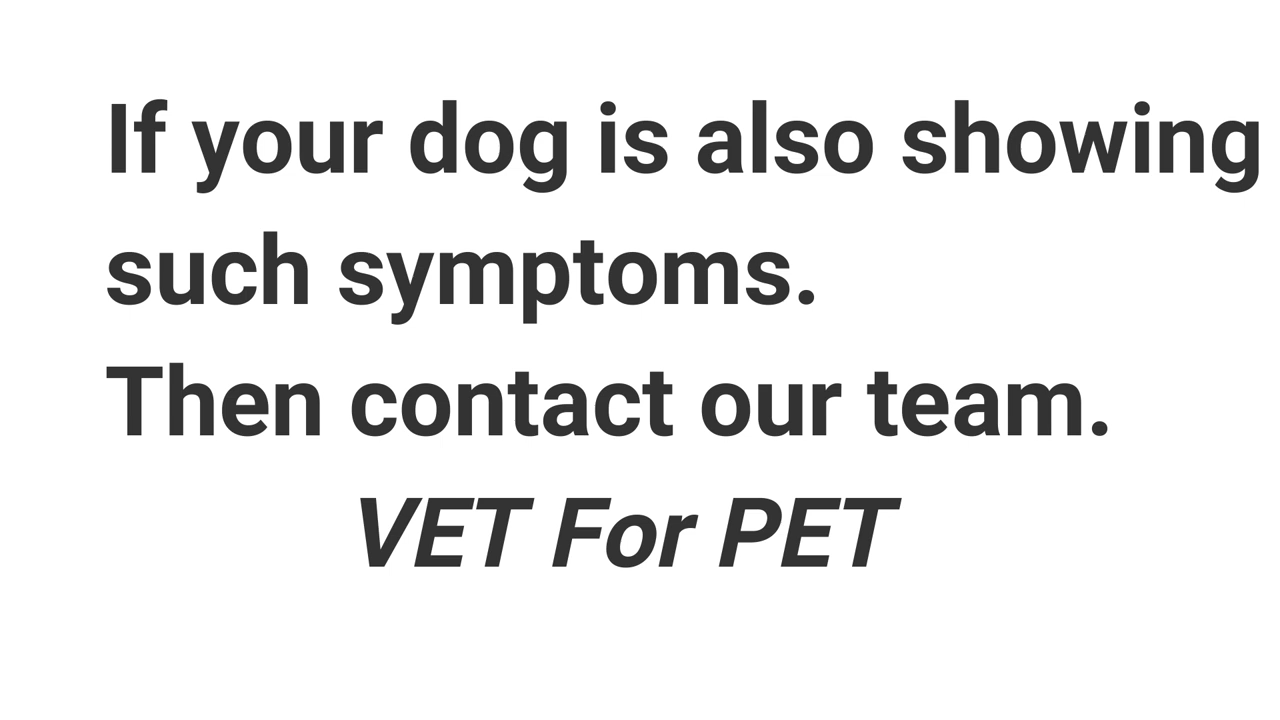 If your dog is also showing
such symptoms.
Then contact our team.
VET For PET